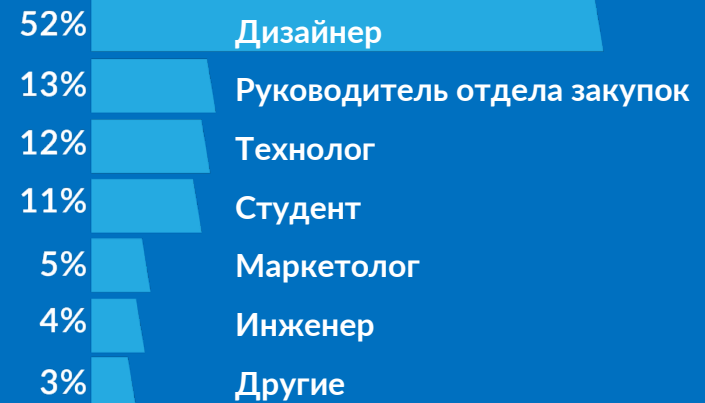 52% Дизайнер
13% Руководитель отдела закупок
12% Технолог
11% Студент
5% Маркетолог
4% Инженер
3% Другие